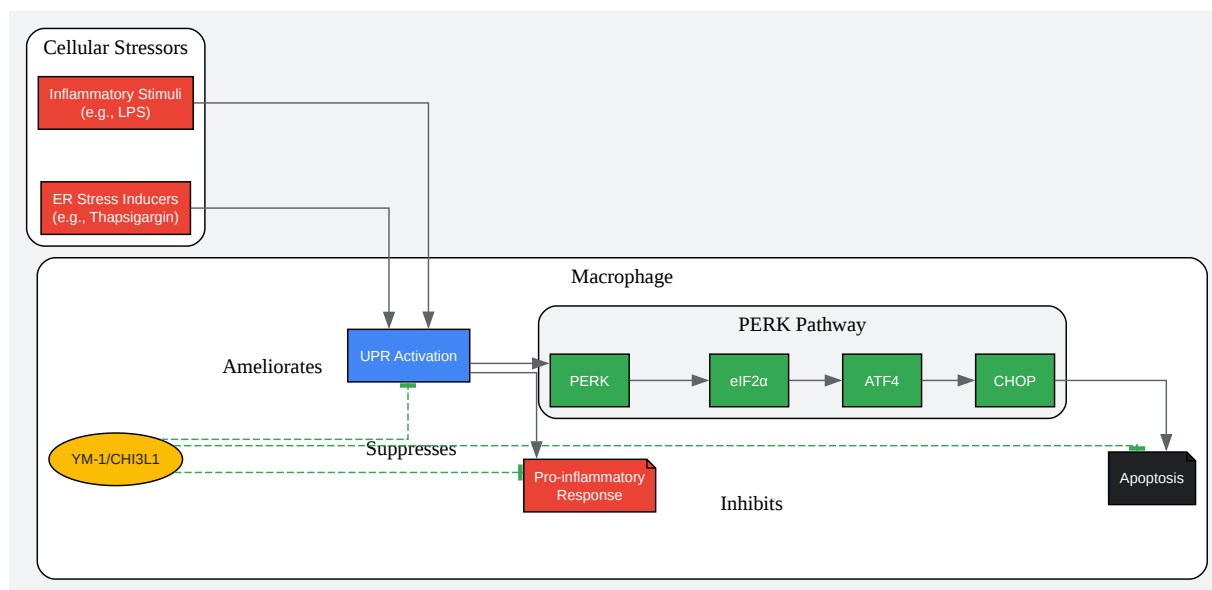 Cellular Stressors
Inflammatory Stimuli
(e.g., LPS)
ER Stress Inducers
(e.g., Thapsigargin)
Macrophage
PERK Pathway
UPR Activation
Ameliorates
PERK
eIF2α
ATF4
CHOP
Suppresses
YM-1/CHI3L1
Pro-inflammatory
Response
Apoptosis
Inhibits